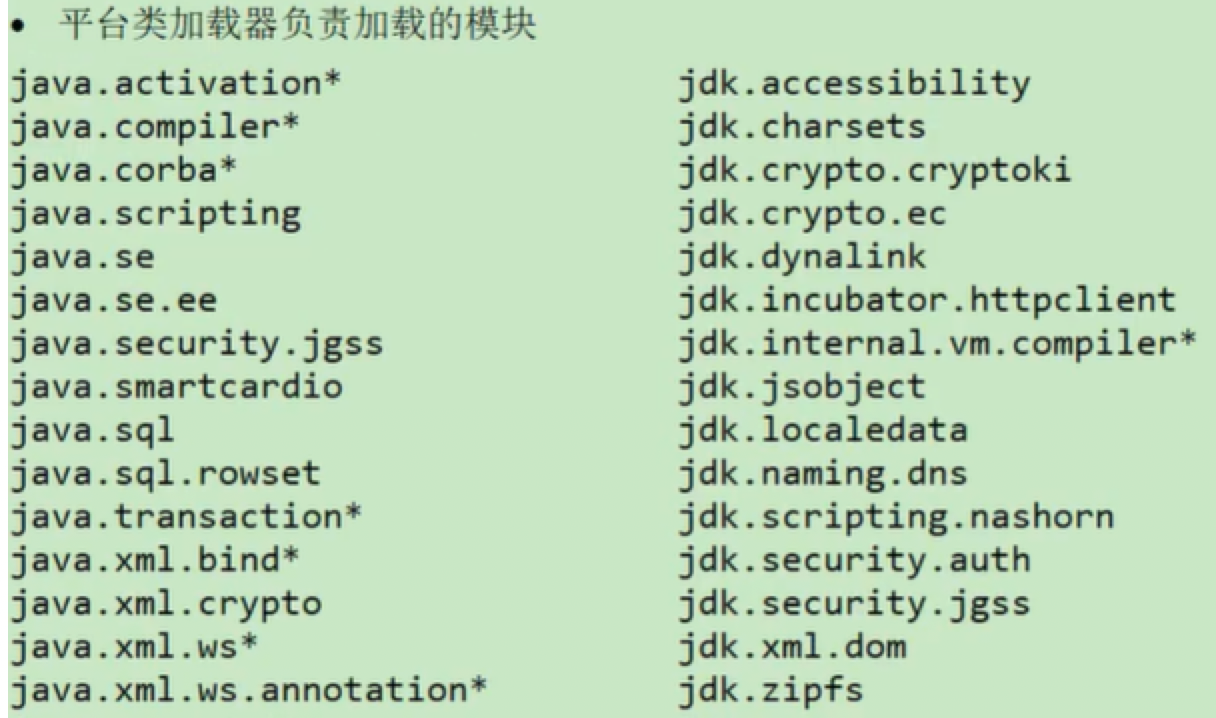 • 平台类加载器负责加载的模块
java.activation*
java.compiler*
java.corba*
java.scripting
java.se
java.se.ee
java.security.jgss
java.smartcardio
java.sql
java.sql.rowset
java.transaction*
java.xml.bind*
java.xml.crypto
java.xml.ws*
java.xml.ws.annotation*
jdk.accessibility
jdk.charsets
jdk.crypto.cryptoki
jdk.crypto.ec
jdk.dynalink
jdk.incubator.httpclient
jdk.internal.vm.compiler*
jdk.jsobject
jdk.localedata
jdk.naming.dns
jdk.scripting.nashorn
jdk.security.auth
jdk.security.jgss
jdk.xml.dom
jdk.zipfs